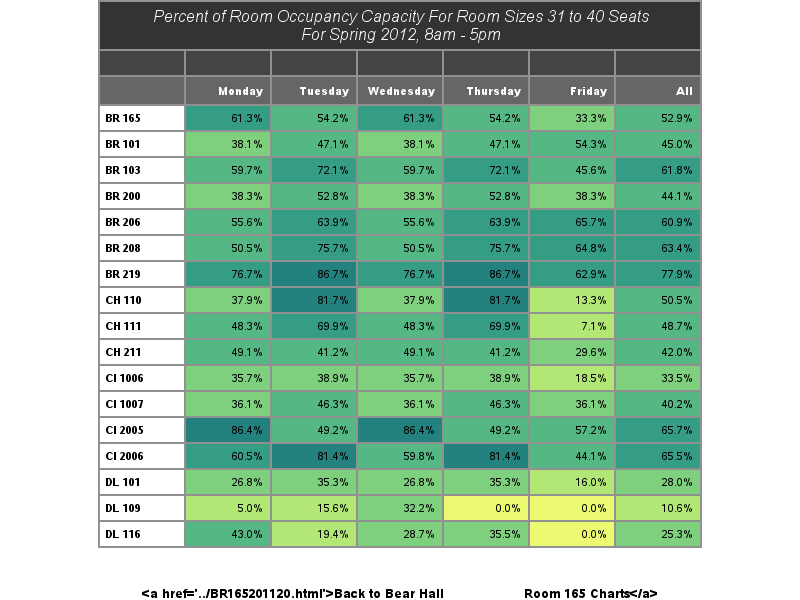 Percent of Room Occupancy Capacity For Room Sizes 31 to 40 Seats
For Spring 2012, 8am - 5pm
Monday Tuesday Wednesday Thursday Friday All
BR 165 61.3% 54.2% 61.3% 54.2% 33.3% 52.9%
BR 101 38.1% 47.1% 38.1% 47.1% 54.3% 45.0%
BR 103 59.7% 72.1% 59.7% 72.1% 45.6% 61.8%
BR 200 38.3% 52.8% 38.3% 52.8% 38.3% 44.1%
BR 206 55.6% 63.9% 55.6% 63.9% 65.7% 60.9%
BR 208 50.5% 75.7% 50.5% 75.7% 64.8% 63.4%
BR 219 76.7% 86.7% 76.7% 86.7% 62.9% 77.9%
CH 110 37.9% 81.7% 37.9% 81.7% 13.3% 50.5%
CH 111 48.3% 69.9% 48.3% 69.9% 7.1% 48.7%
CH 211 49.1% 41.2% 49.1% 41.2% 29.6% 42.0%
CI 1006 35.7% 38.9% 35.7% 38.9% 18.5% 33.5%
CI 1007 36.1% 46.3% 36.1% 46.3% 36.1% 40.2%
CI 2005 86.4% 49.2% 86.4% 49.2% 57.2% 65.7%
CI 2006 60.5% 81.4% 59.8% 81.4% 44.1% 65.5%
DL 101 26.8% 35.3% 26.8% 35.3% 16.0% 28.0%
DL 109 5.0% 15.6% 32.2% 0.0% 0.0% 10.6%
DL 116 43.0% 19.4% 28.7% 35.5% 0.0% 25.3%
<a href='../BR165201120.html'>Back to Bear Hall Room 165 Charts</a>